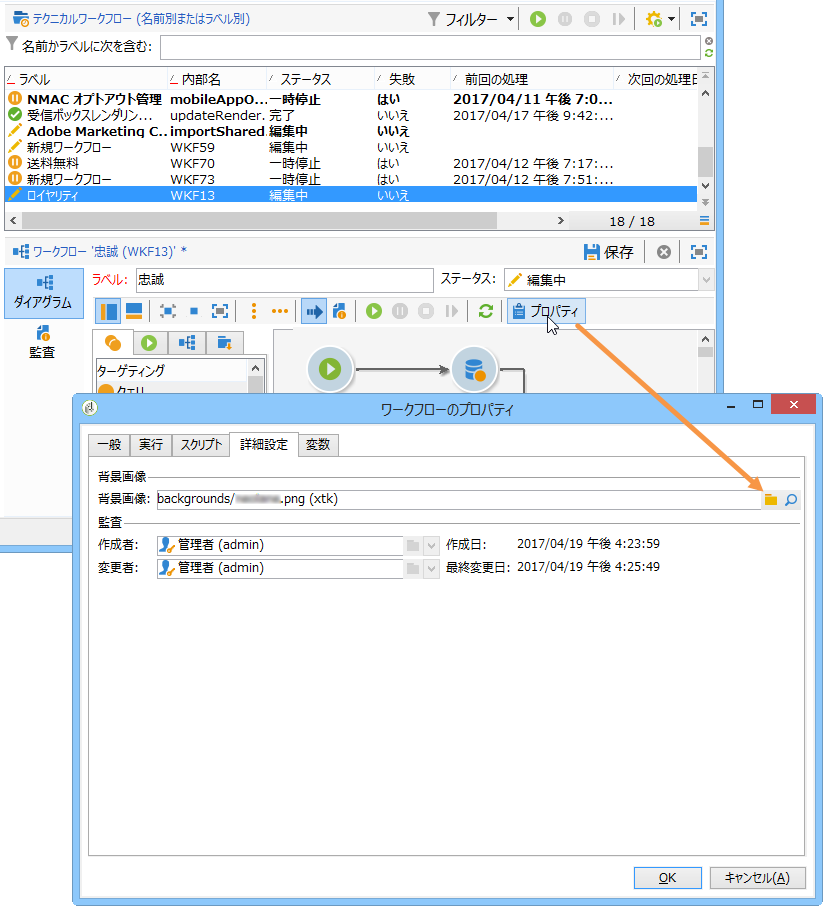 テクニカルワークフロー (名前別またはラベル別)
フィルター
名前かラベルに次を含む:
ラベル 内部名 ステータス 失敗 前回の処理 次回の処理日
NMAC オプトアウト管理 mobileAppO... 一時停止 はい 2017/04/11 午後 7:0...
受信ボックスレンダリン... updateRender... 完了 いいえ 2017/04/17 午後 9:42:...
Adobe Marketing C... importShared... 編集中 いいえ
新規ワークフロー WKF59 編集中 いいえ
送料無料 WKF70 一時停止 はい 2017/04/12 午後 7:17:...
新規ワークフロー WKF73 一時停止 はい 2017/04/12 午後 7:51:...
ロイヤリティ WKF13 編集中 いいえ
18 / 18
ワークフロー '忠誠 (WKF13)' *
保存
ダイアグラム
ラベル: 忠誠 ステータス: 編集中
プロパティ
監査
ターゲティング
クエリ
ワークフローのプロパティ
一般 実行 スクリプト 詳細設定 変数
背景画像
背景画像: backgrounds/ .png (xtk)
監査
作成者: 管理者 (admin) 作成日: 2017/04/19 午後 4:23:59
変更者: 管理者 (admin) 最終変更日: 2017/04/19 午後 4:25:49
OK キャンセル(A)